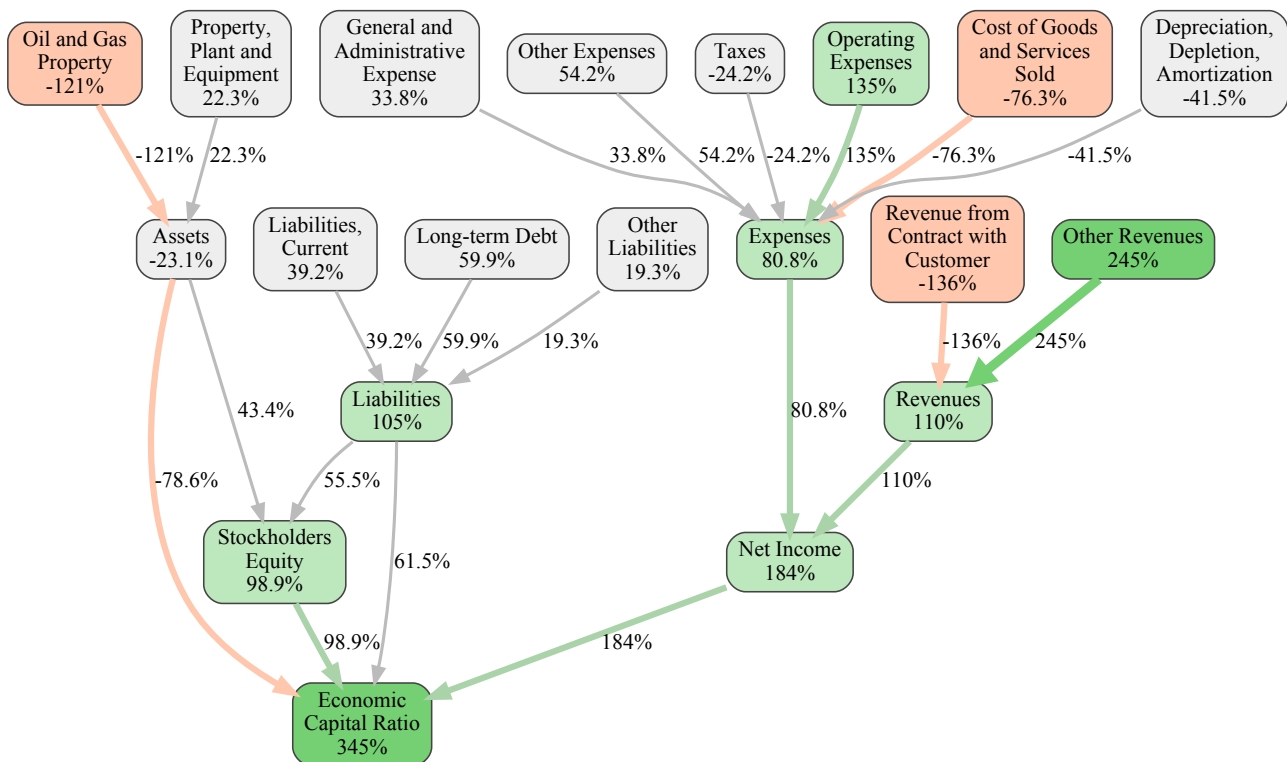 Oil and Gas
Property
-121%
Property,
Plant and
Equipment
22.3%
General and
Administrative
Expense
33.8%
Other Expenses
54.2%
Taxes
-24.2%
Operating
Expenses
135%
Cost of Goods
and Services
Sold
-76.3%
Depreciation,
Depletion,
Amortization
-41.5%
-121%
22.3%
33.8%
54.2%
-24.2%
135%
-76.3%
-41.5%
Assets
-23.1%
Liabilities,
Current
39.2%
Long-term Debt
59.9%
Other
Liabilities
19.3%
Expenses
80.8%
Revenue from
Contract with
Customer
-136%
Other Revenues
245%
39.2%
59.9%
19.3%
-136%
245%
43.4%
Liabilities
105%
80.8%
Revenues
110%
-78.6%
55.5%
110%
Stockholders
Equity
98.9%
61.5%
Net Income
184%
98.9%
184%
Economic
Capital Ratio
345%